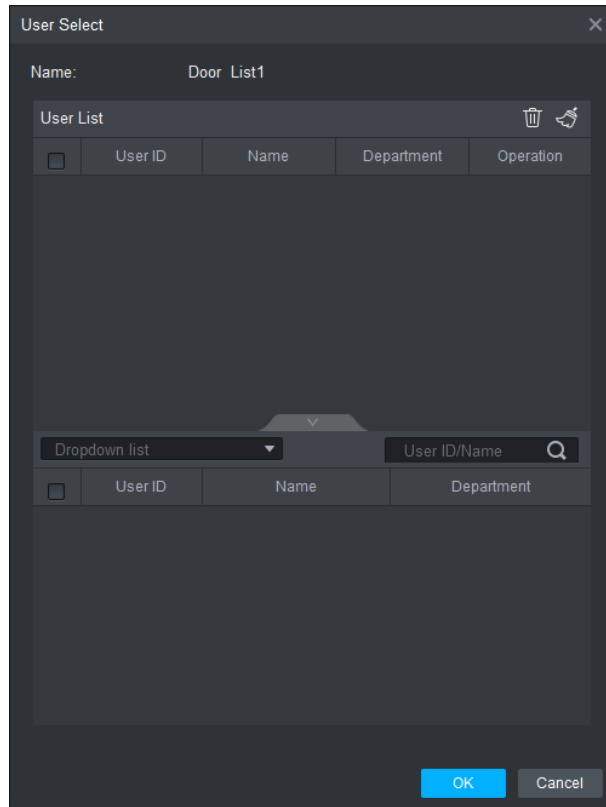 User Select
Name: Door List1
User List
User ID Name Department Operation
Dropdown list User ID/Name
User ID Name Department
OK Cancel